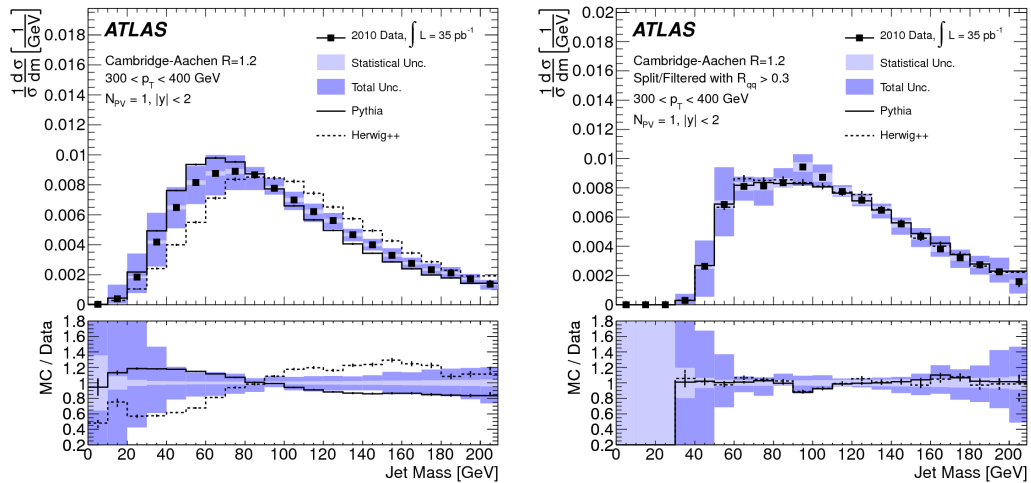 ATLAS
Cambridge-Aachen R=1.2
300 < p_T < 400 GeV
N_PV = 1, |y| < 2
2010 Data, ∫ L = 35 pb⁻¹
Statistical Unc.
Total Unc.
Pythia
Herwig++
1/σ dσ/dm [1/GeV]
0.018
0.016
0.014
0.012
0.01
0.008
0.006
0.004
0.002
0
MC / Data
1.8
1.6
1.4
1.2
1
0.8
0.6
0.4
0.2
0 20 40 60 80 100 120 140 160 180 200
Jet Mass [GeV]
ATLAS
Cambridge-Aachen R=1.2
Split/Filtered with R_qq > 0.3
300 < p_T < 400 GeV
N_PV = 1, |y| < 2
2010 Data, ∫ L = 35 pb⁻¹
Statistical Unc.
Total Unc.
Pythia
Herwig++
1/σ dσ/dm [1/GeV]
0.02
0.018
0.016
0.014
0.012
0.01
0.008
0.006
0.004
0.002
0
MC / Data
1.8
1.6
1.4
1.2
1
0.8
0.6
0.4
0.2
0 20 40 60 80 100 120 140 160 180 200
Jet Mass [GeV]